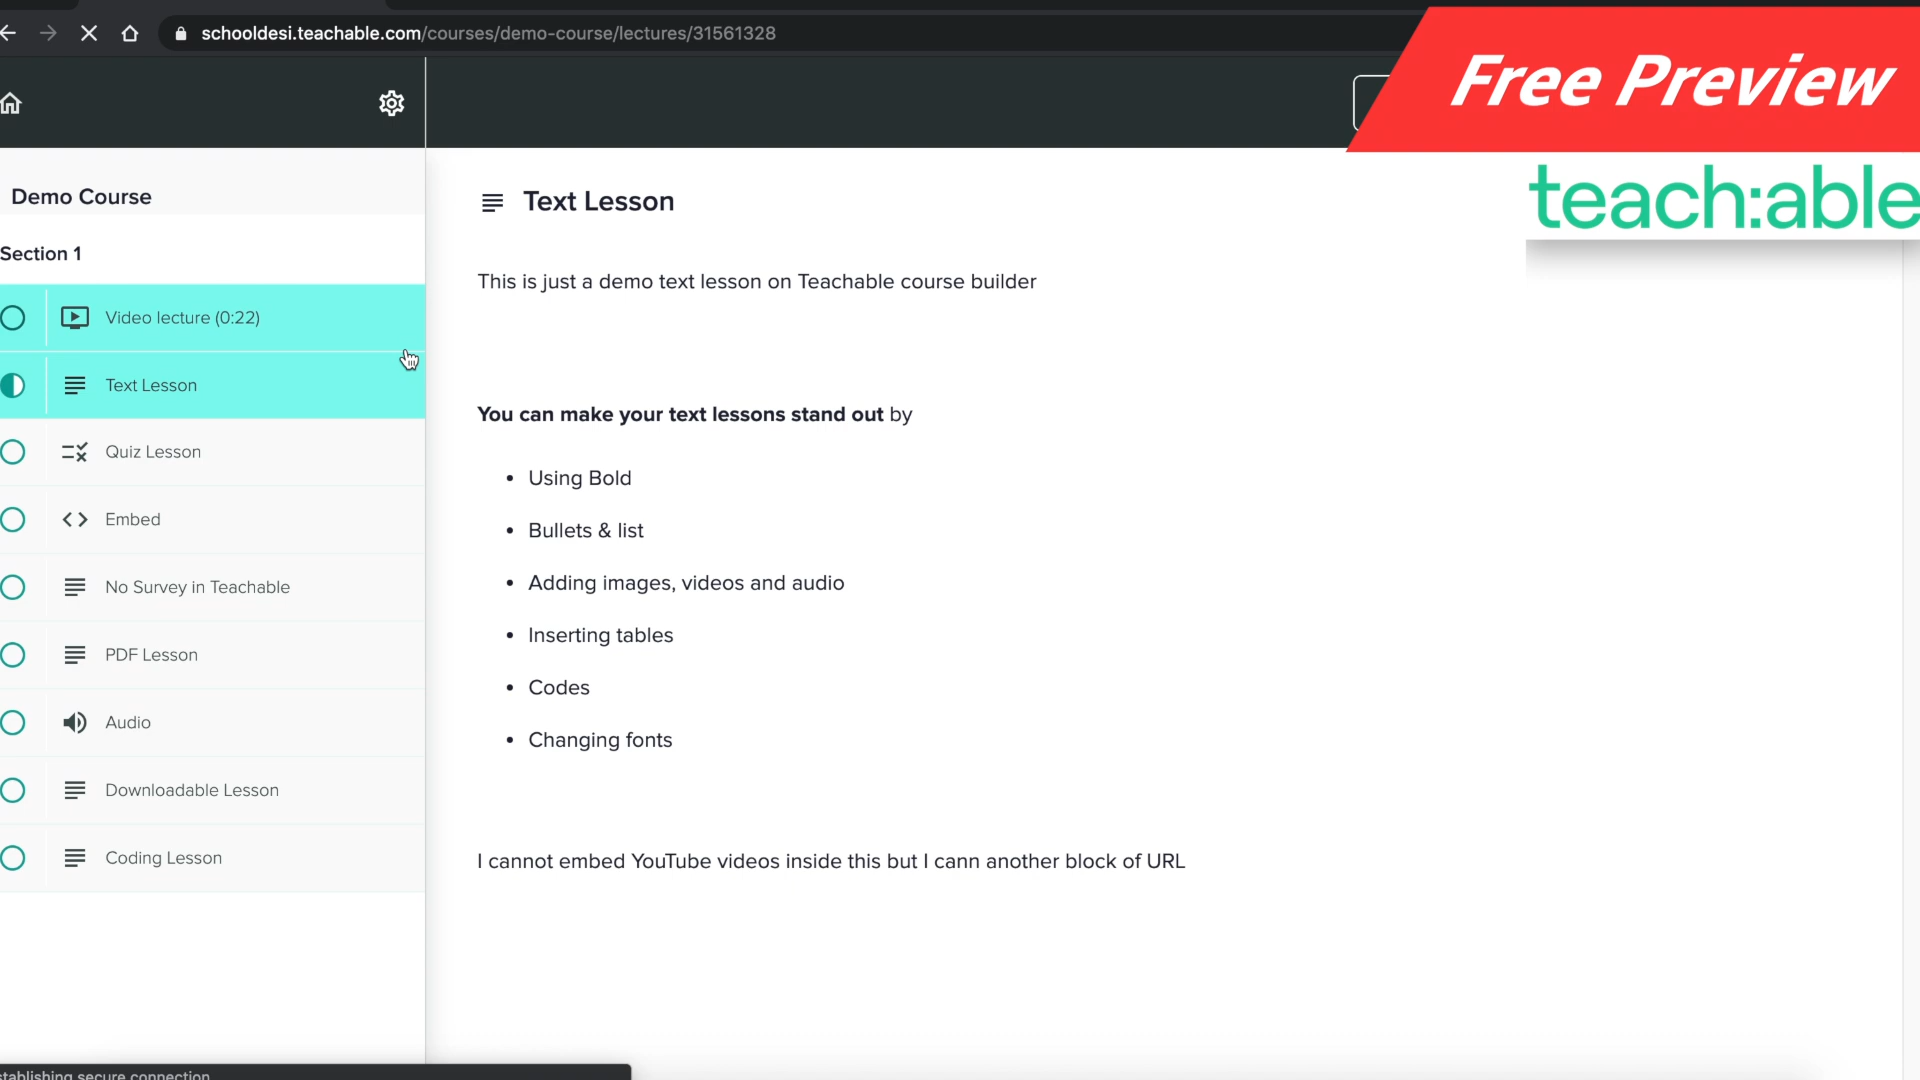 schooldesi.teachable.com/courses/demo-course/lectures/31561328
Free Preview
teach:able
Demo Course
Section 1
Video lecture (0:22)
Text Lesson
Quiz Lesson
Embed
No Survey in Teachable
PDF Lesson
Audio
Downloadable Lesson
Coding Lesson
Text Lesson
This is just a demo text lesson on Teachable course builder
You can make your text lessons stand out by
• Using Bold
• Bullets & list
• Adding images, videos and audio
• Inserting tables
• Codes
• Changing fonts
I cannot embed YouTube videos inside this but I cann another block of URL
stablishing secure connection